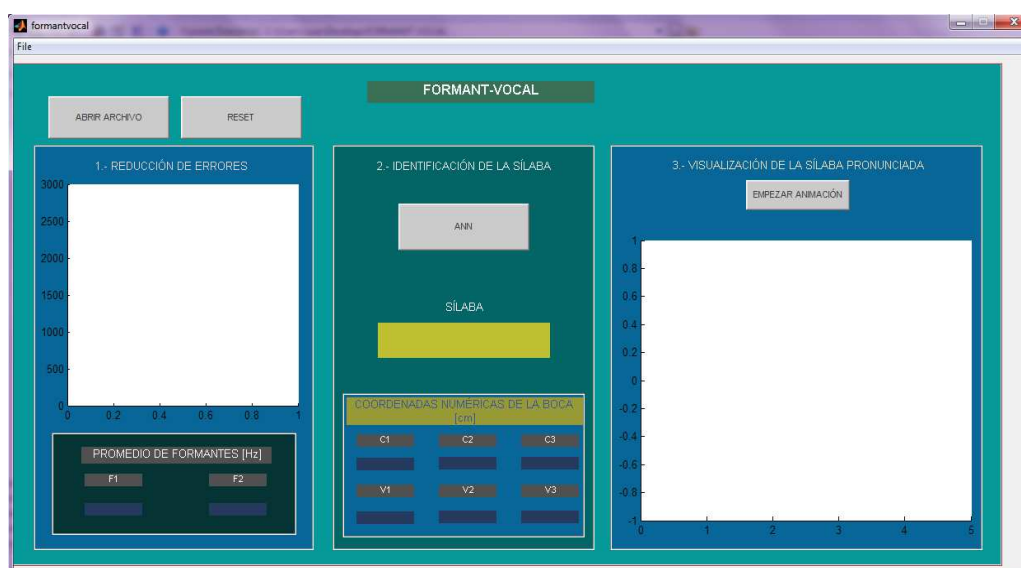 formantvocal
File
FORMANT-VOCAL
ABRIR ARCHIVO
RESET
1.- REDUCCIÓN DE ERRORES
3000
2500
2000
1500
1000
500
0
0 0.2 0.4 0.6 0.8 1
PROMEDIO DE FORMANTES [Hz]
F1 F2
2.- IDENTIFICACIÓN DE LA SÍLABA
ANN
SÍLABA
COORDENADAS NUMÉRICAS DE LA BOCA
[cm]
C1 C2 C3
V1 V2 V3
3.- VISUALIZACIÓN DE LA SÍLABA PRONUNCIADA
EMPEZAR ANIMACIÓN
1
0.8
0.6
0.4
0.2
0
-0.2
-0.4
-0.6
-0.8
-1
0 1 2 3 4 5